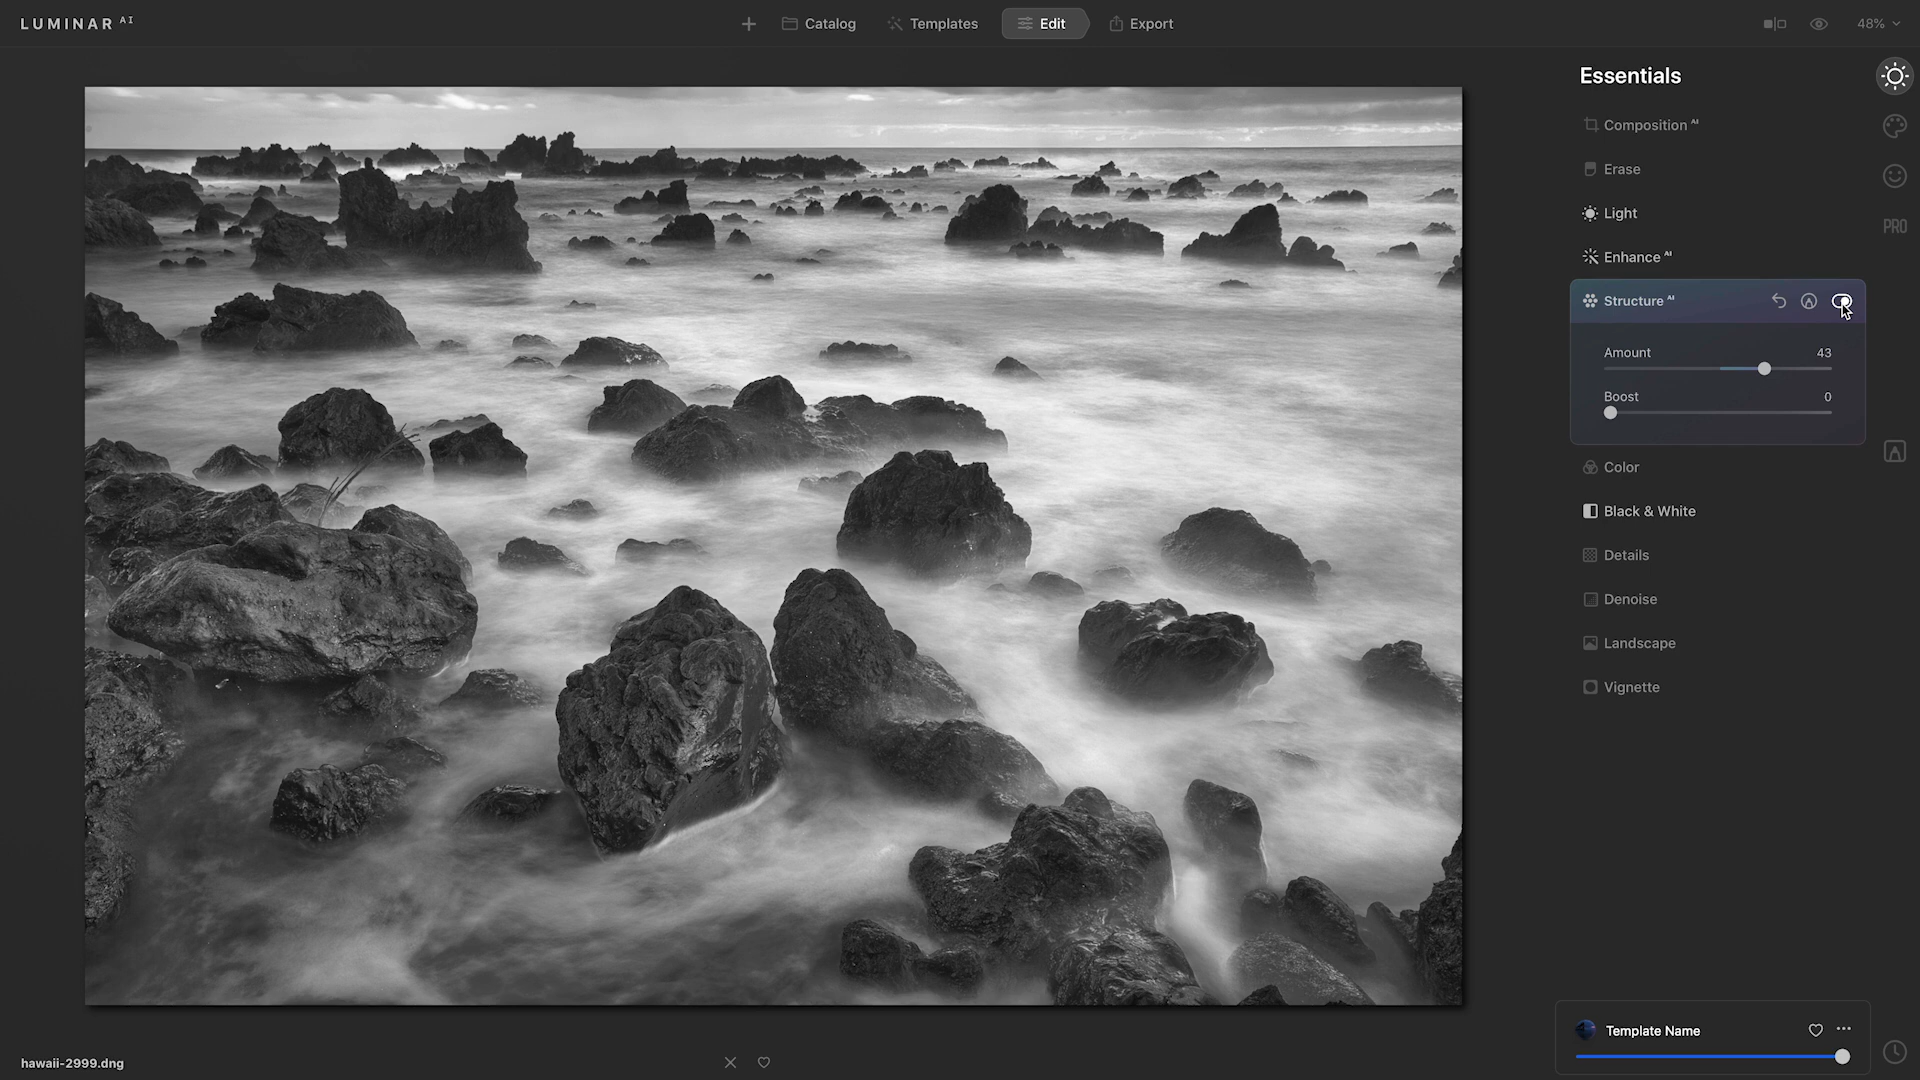 LUMINAR AI
Catalog
Templates
Edit
Export
48%
Essentials
Composition AI
Erase
Light
Enhance AI
Structure AI
Amount 43
Boost 0
Color
Black & White
Details
Denoise
Landscape
Vignette
PRO
Template Name
hawaii-2999.dng